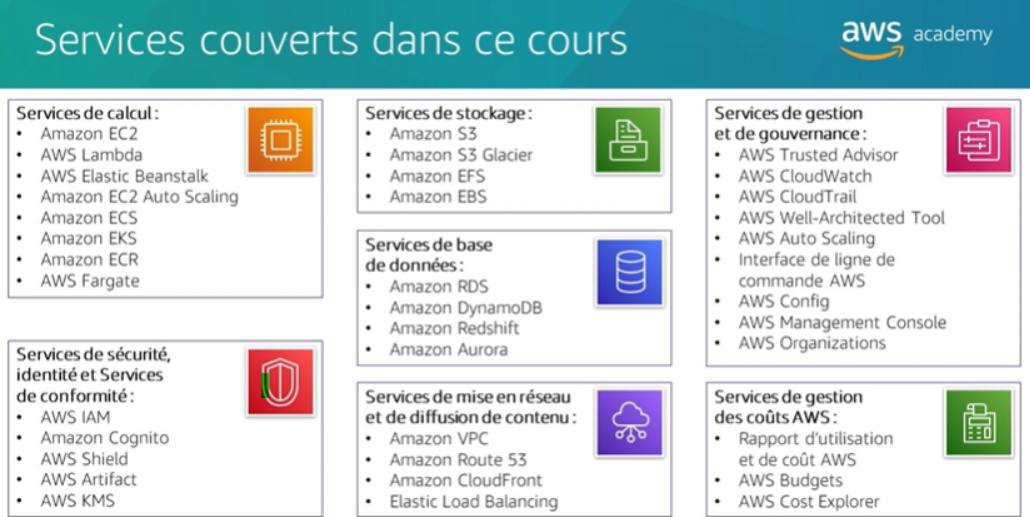 Services couverts dans ce cours
aws academy
Services de calcul :
• Amazon EC2
• AWS Lambda
• AWS Elastic Beanstalk
• Amazon EC2 Auto Scaling
• Amazon ECS
• Amazon EKS
• Amazon ECR
• AWS Fargate
Services de sécurité,
identité et Services
de conformité :
• AWS IAM
• Amazon Cognito
• AWS Shield
• AWS Artifact
• AWS KMS
Services de stockage :
• Amazon S3
• Amazon S3 Glacier
• Amazon EFS
• Amazon EBS
Services de base
de données :
• Amazon RDS
• Amazon DynamoDB
• Amazon Redshift
• Amazon Aurora
Services de mise en réseau
et de diffusion de contenu :
• Amazon VPC
• Amazon Route 53
• Amazon CloudFront
• Elastic Load Balancing
Services de gestion
et de gouvernance :
• AWS Trusted Advisor
• AWS CloudWatch
• AWS CloudTrail
• AWS Well-Architected Tool
• AWS Auto Scaling
• Interface de ligne de
commande AWS
• AWS Config
• AWS Management Console
• AWS Organizations
Services de gestion
des coûts AWS :
• Rapport d'utilisation
et de coût AWS
• AWS Budgets
• AWS Cost Explorer